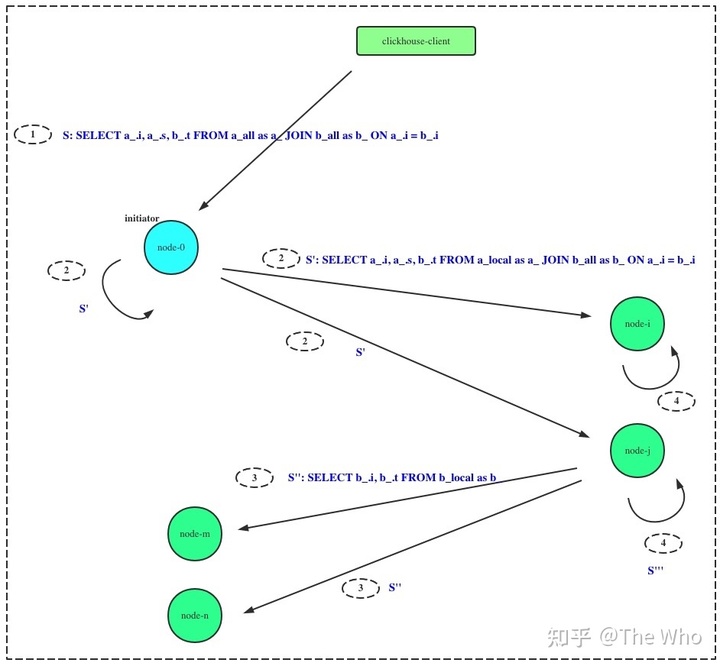 clickhouse-client
1
S: SELECT a_.i, a_.s, b_.t FROM a_all as a_ JOIN b_all as b_ ON a_.i = b_.i
initiator
node-0
2
S'
2
S': SELECT a_.i, a_.s, b_.t FROM a_local as a_ JOIN b_all as b_ ON a_.i = b_.i
node-i
2
S'
4
node-j
3
S'': SELECT b_.i, b_.t FROM b_local as b
node-m
4
S'''
3
S''
node-n
知乎 @The Who